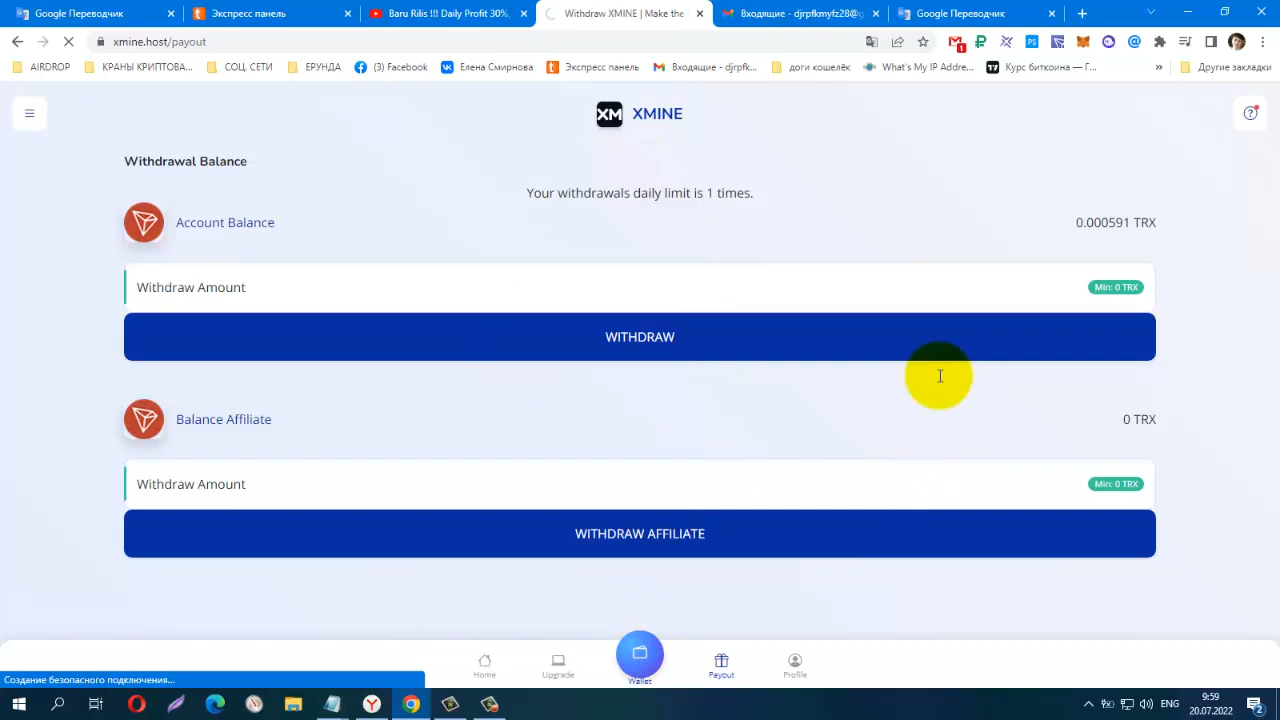 Google Переводчик
Экспресс панель
Baru Rilis !!! Daily Profit 30%,
Withdraw XMINE | Make the
Входящие - djrpfkmyfz28@g
Google Переводчик
xmine.host/payout
AIRDROP
КРАНЫ КРИПТОВА...
СОЦ. СЕТИ
ЕРУНДА
(3) Facebook
Елена Смирнова
Экспресс панель
Входящие - djrpfk...
доги кошелёк
What's My IP Addre...
Курс биткоина — Г...
»
Другие закладки
XM XMINE
Withdrawal Balance
Your withdrawals daily limit is 1 times.
Account Balance
0.000591 TRX
Withdraw Amount
Min: 0 TRX
WITHDRAW
Balance Affiliate
0 TRX
Withdraw Amount
Min: 0 TRX
WITHDRAW AFFILIATE
Home
Upgrade
Wallet
Payout
Profile
Создание безопасного подключения...
ENG
9:59
20.07.2022
2